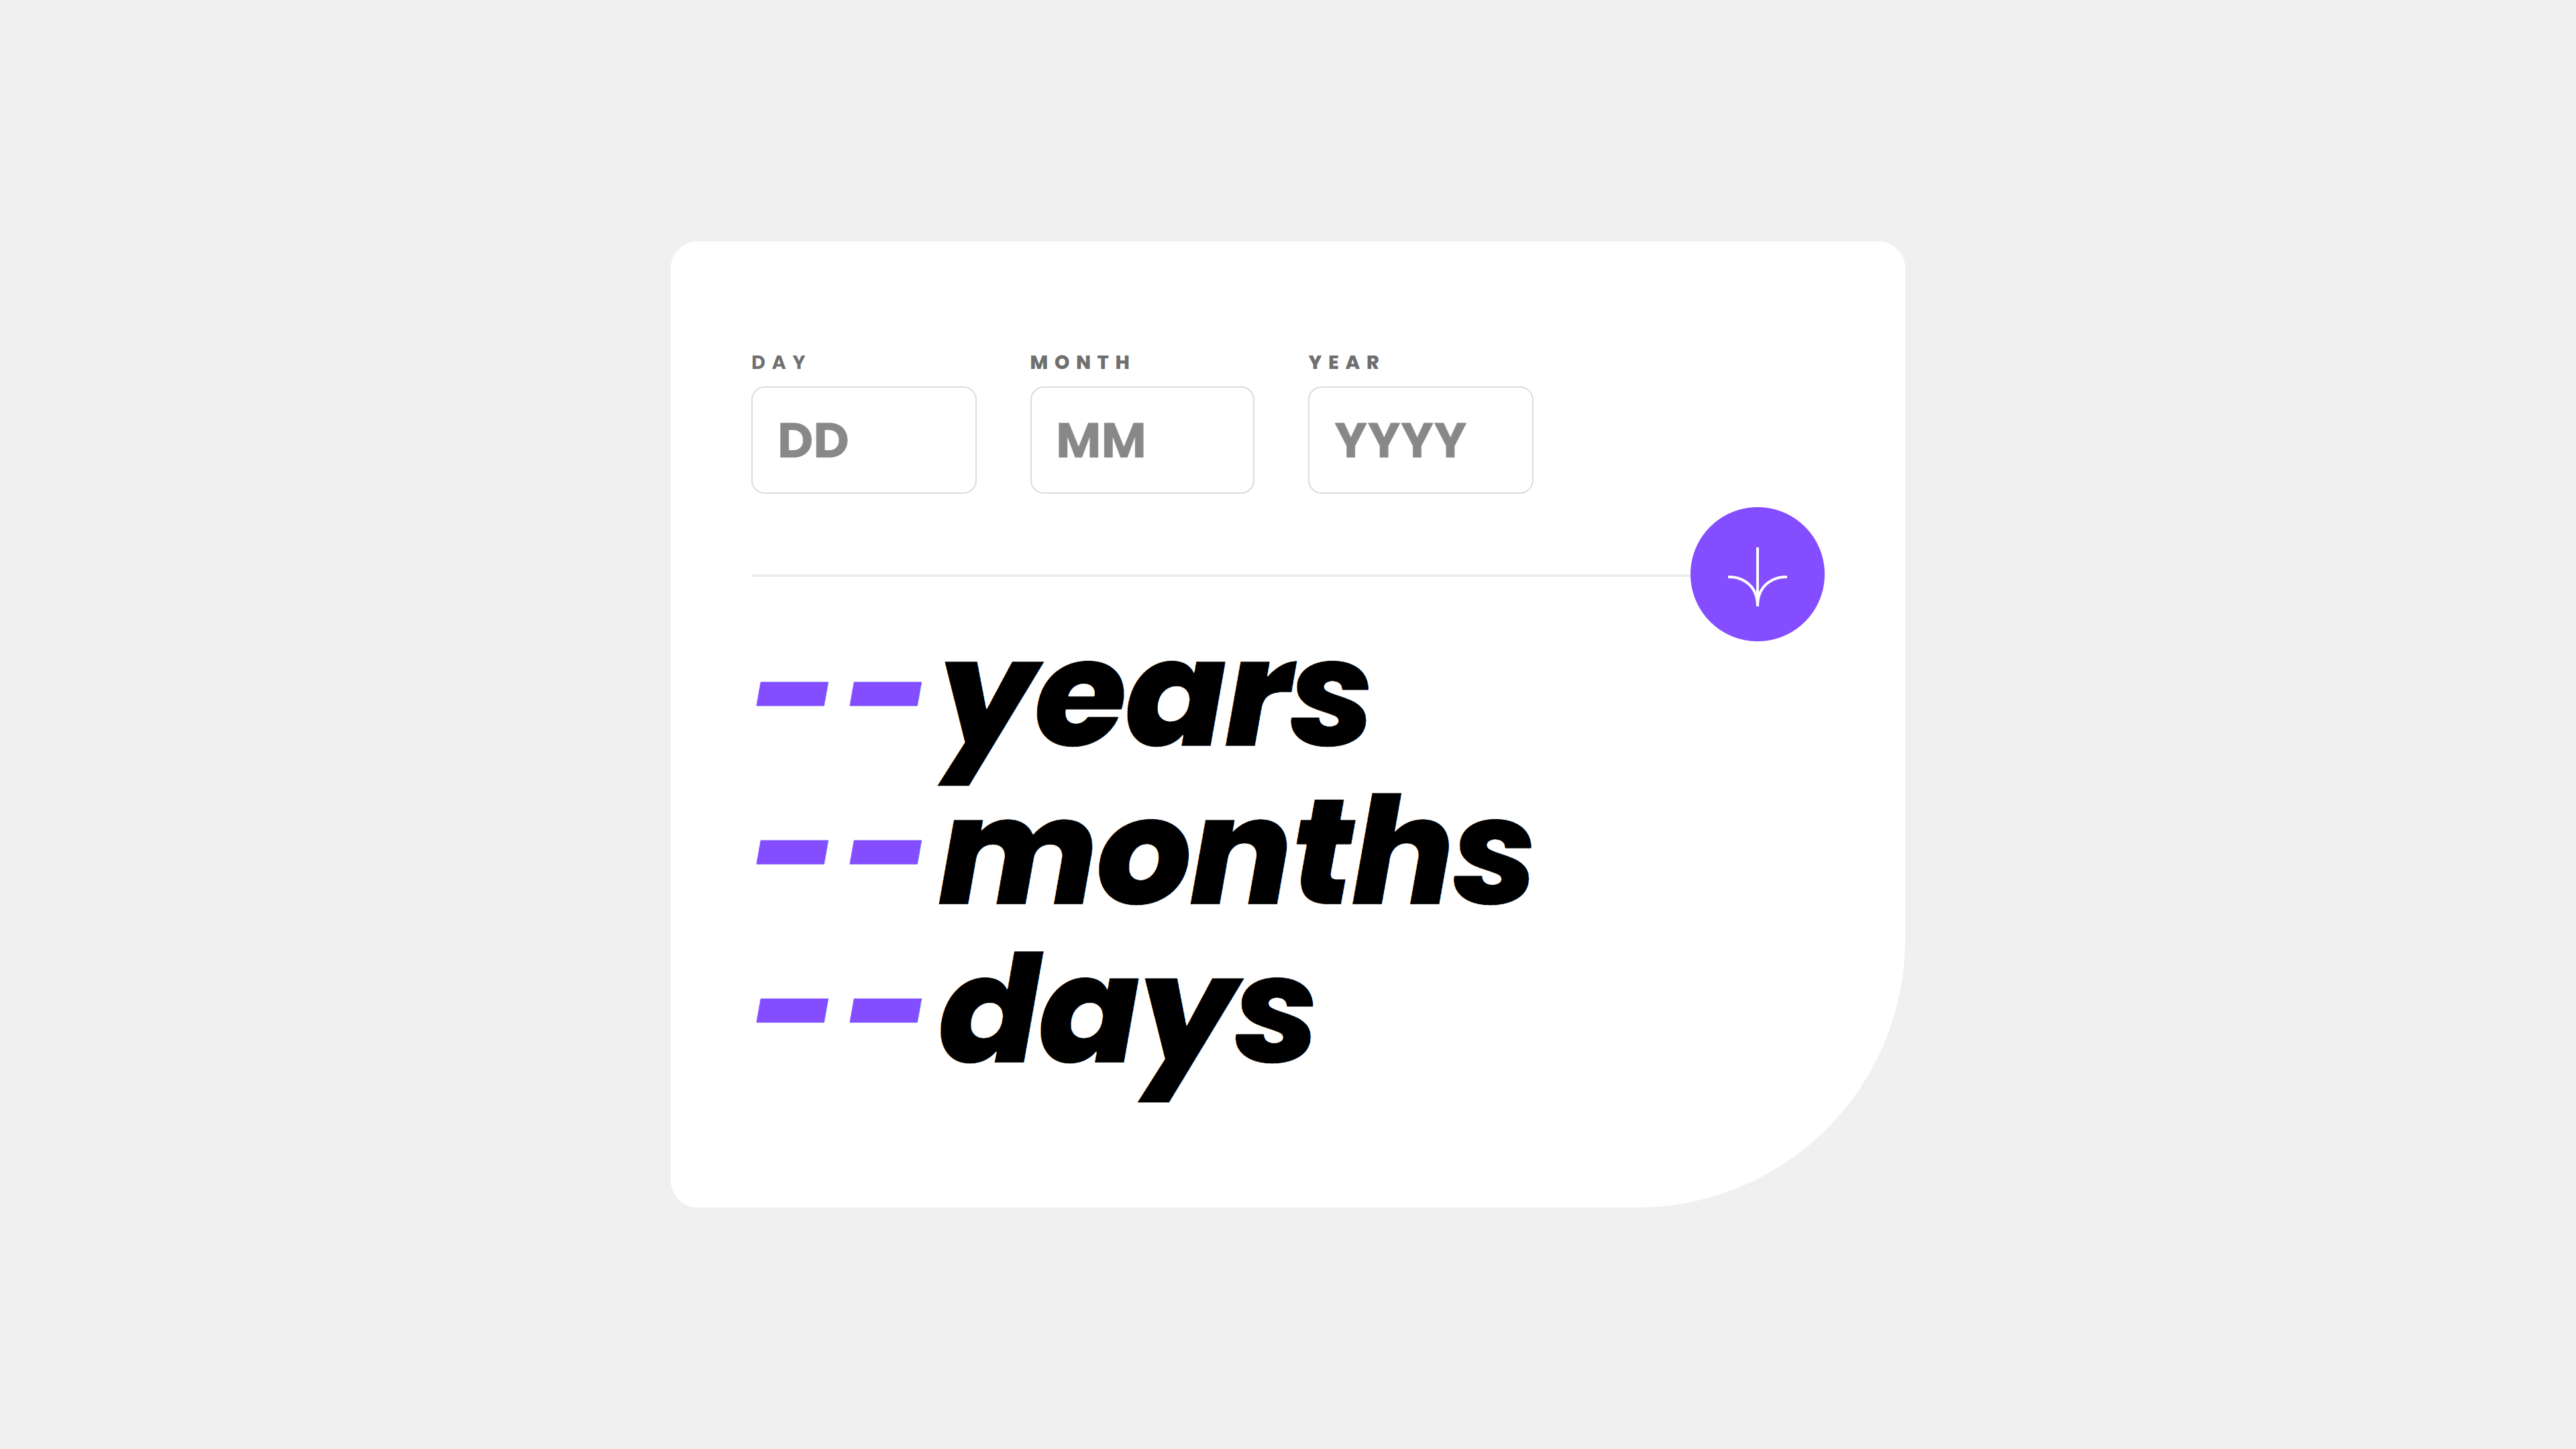 DAY MONTH YEAR
DD MM YYYY
--years
--months
--days